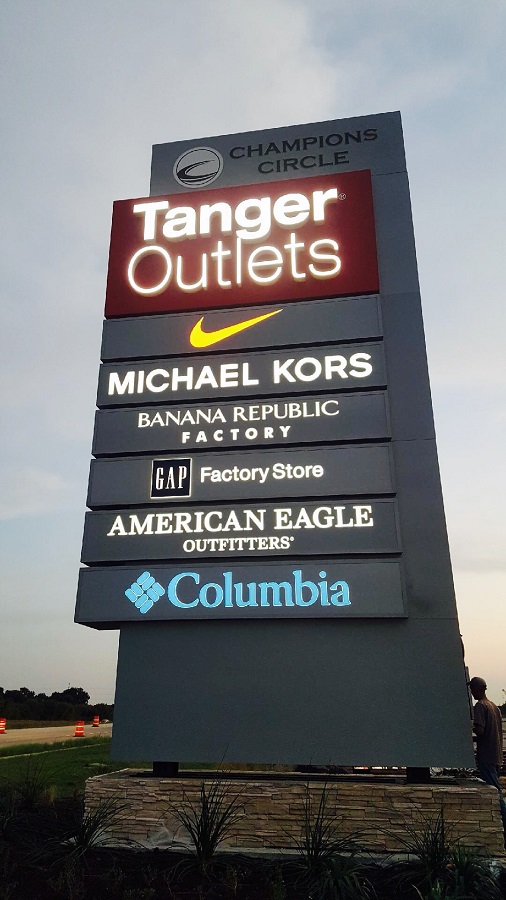 CHAMPIONS
CIRCLE
Tanger®
Outlets
MICHAEL KORS
BANANA REPUBLIC
FACTORY
GAP Factory Store
AMERICAN EAGLE
OUTFITTERS®
Columbia